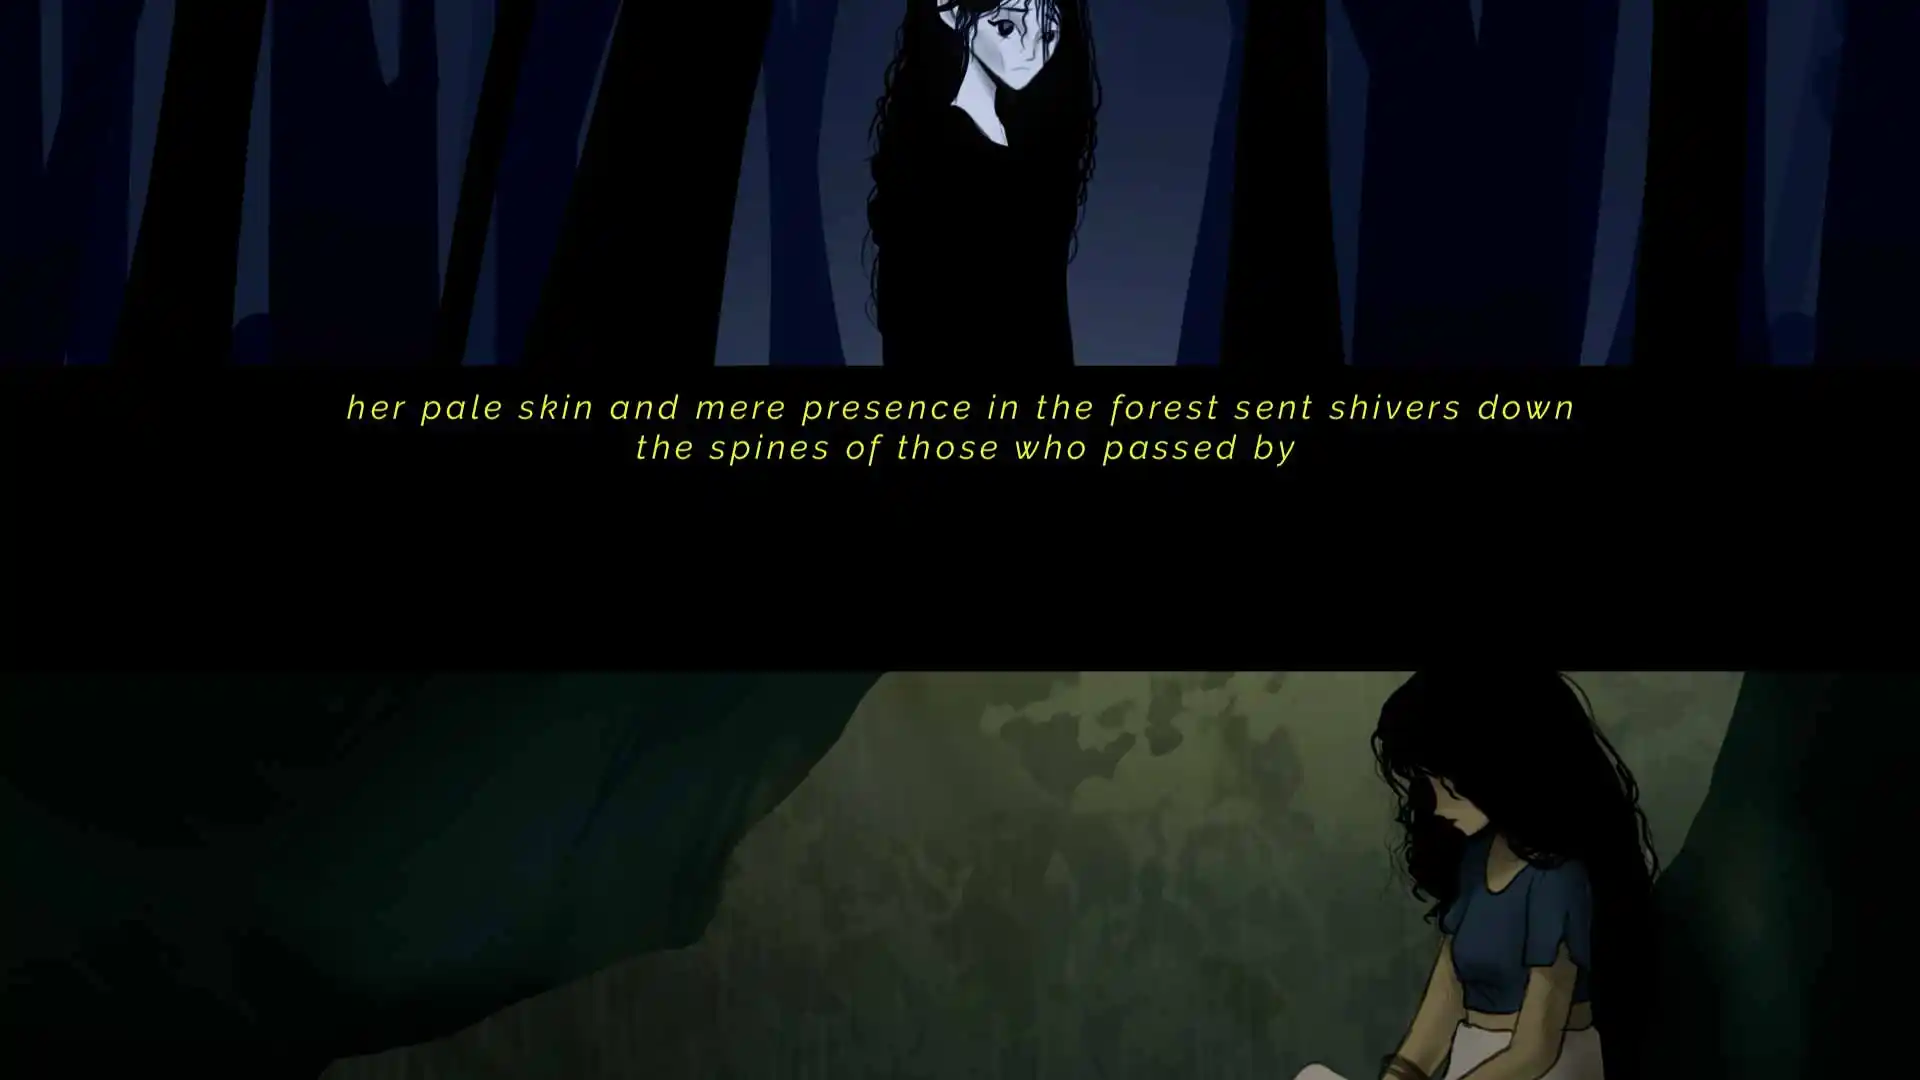 her pale skin and mere presence in the forest sent shivers down
the spines of those who passed by